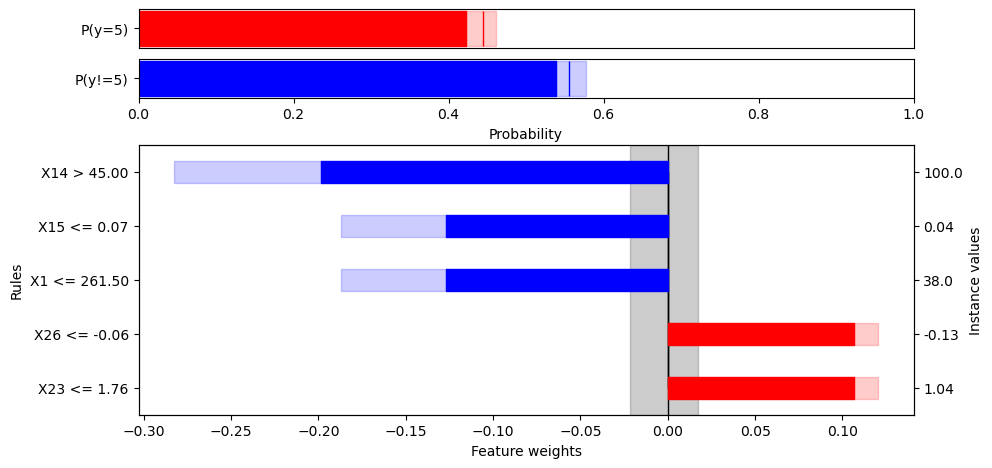 P(y=5)
P(y!=5)
0.0 0.2 0.4 0.6 0.8 1.0
Probability
X14 > 45.00 100.0
X15 <= 0.07 0.04
X1 <= 261.50 38.0
X26 <= -0.06 -0.13
X23 <= 1.76 1.04
Rules
Instance values
−0.30 −0.25 −0.20 −0.15 −0.10 −0.05 0.00 0.05 0.10
Feature weights